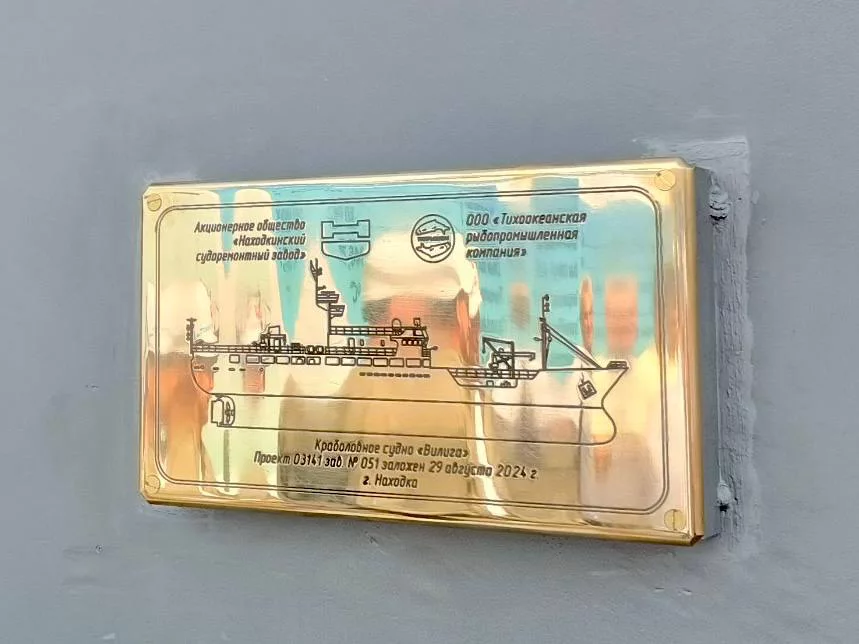 Акционерное общество
«Находкинский
судоремонтный завод»
ООО «Тихоокеанская
рыбопромышленная
компания»
Краболовное судно «Вилига»
Проект 03141 зав. № 051 заложен 29 августа 2024 г.
г. Находка